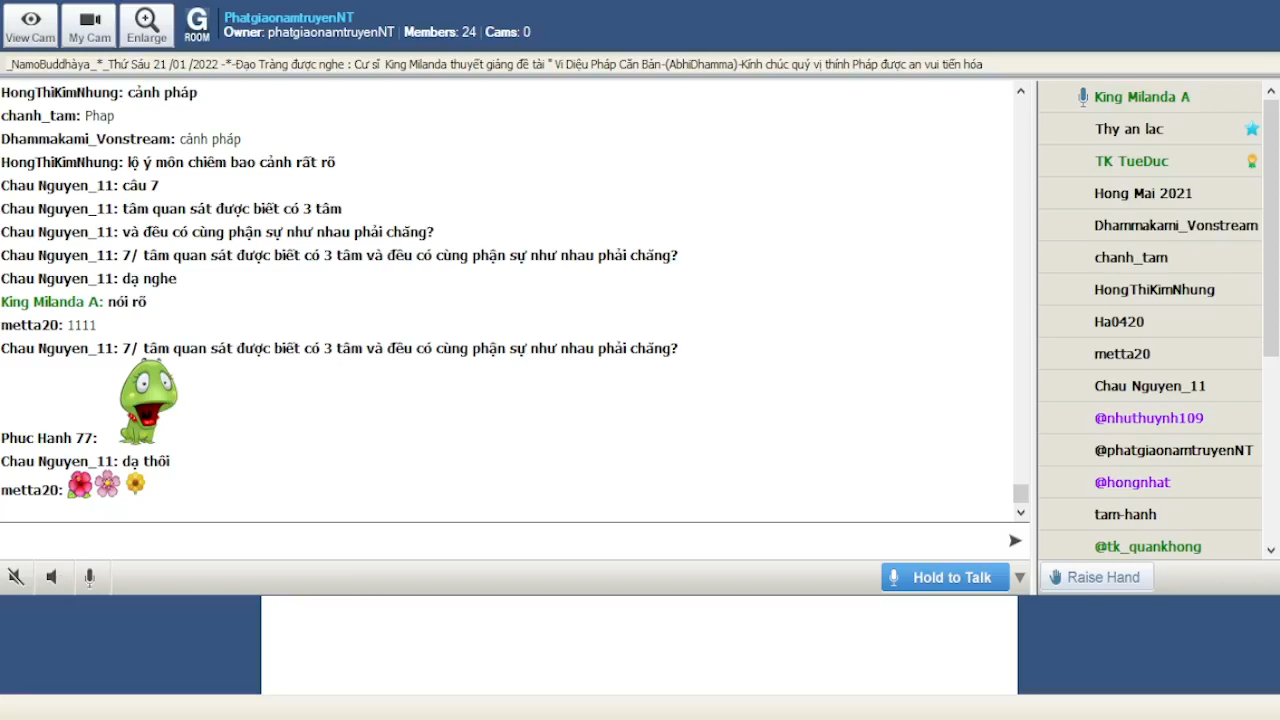 View Cam
My Cam
Enlarge
G
ROOM
PhatgiaonamtruyenNT
Owner: phatgiaonamtruyenNT | Members: 24 | Cams: 0
_NamoBuddhàya_*_Thứ Sáu 21 /01 /2022 -*-Đạo Tràng được nghe : Cư sĩ King Milanda thuyết giảng đề tài " Vi Diệu Pháp Căn Bản-(AbhiDhamma)-Kính chúc quý vị thính Pháp được an vui tiến hóa
HongThiKimNhung: cảnh pháp
chanh_tam: Phap
Dhammakami_Vonstream: cảnh pháp
HongThiKimNhung: lộ ý môn chiêm bao cảnh rất rõ
Chau Nguyen_11: câu 7
Chau Nguyen_11: tâm quan sát được biết có 3 tâm
Chau Nguyen_11: và đều có cùng phận sự như nhau phải chăng?
Chau Nguyen_11: 7/ tâm quan sát được biết có 3 tâm và đều có cùng phận sự như nhau phải chăng?
Chau Nguyen_11: dạ nghe
King Milanda A: nói rõ
metta20: 1111
Chau Nguyen_11: 7/ tâm quan sát được biết có 3 tâm và đều có cùng phận sự như nhau phải chăng?
Phuc Hanh 77:
Chau Nguyen_11: dạ thôi
metta20:
King Milanda A
Thy an lac
TK TueDuc
Hong Mai 2021
Dhammakami_Vonstream
chanh_tam
HongThiKimNhung
Ha0420
metta20
Chau Nguyen_11
@nhuthuynh109
@phatgiaonamtruyenNT
@hongnhat
tam-hanh
@tk_quankhong
Hold to Talk
Raise Hand